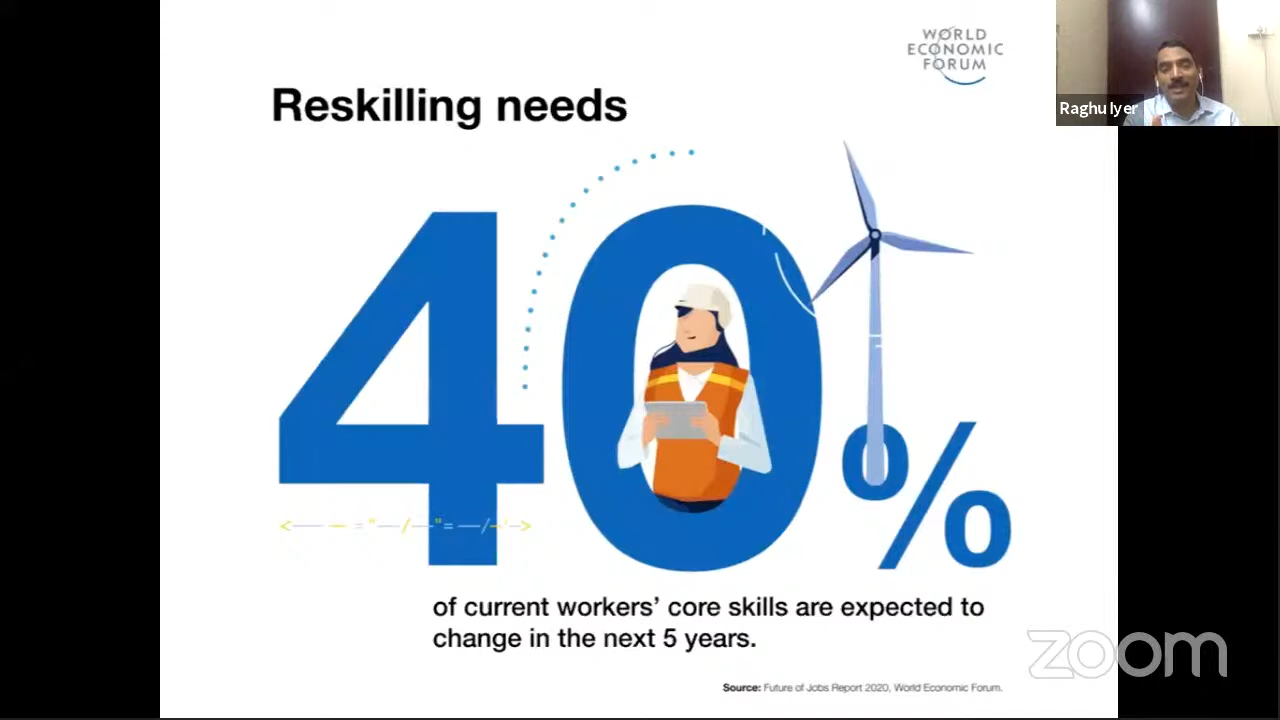 WORLD
ECONOMIC
FORUM
Raghu Iyer
Reskilling needs
40%
of current workers' core skills are expected to
change in the next 5 years.
zoom
Source: Future of Jobs Report 2020, World Economic Forum.